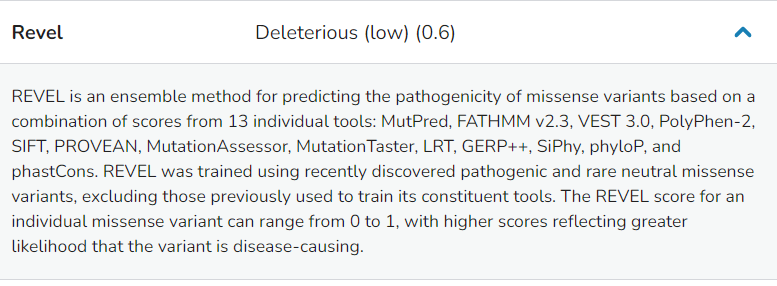 Revel Deleterious (low) (0.6)
REVEL is an ensemble method for predicting the pathogenicity of missense variants based on a
combination of scores from 13 individual tools: MutPred, FATHMM v2.3, VEST 3.0, PolyPhen-2,
SIFT, PROVEAN, MutationAssessor, MutationTaster, LRT, GERP++, SiPhy, phyloP, and
phastCons. REVEL was trained using recently discovered pathogenic and rare neutral missense
variants, excluding those previously used to train its constituent tools. The REVEL score for an
individual missense variant can range from 0 to 1, with higher scores reflecting greater
likelihood that the variant is disease-causing.